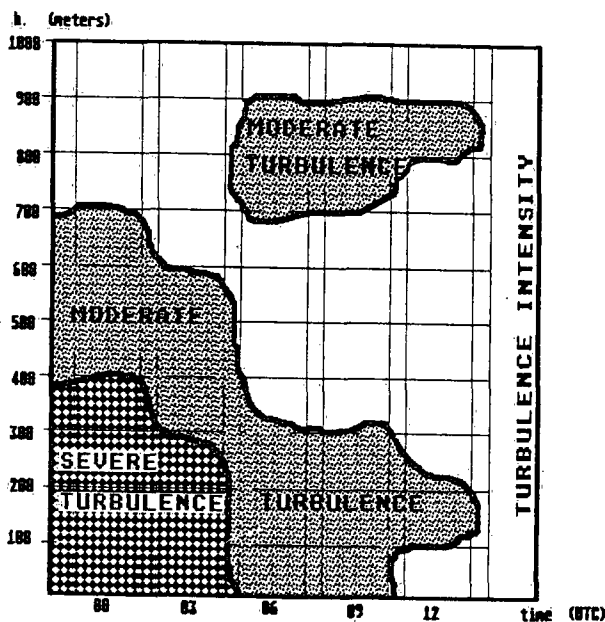 h. (meters)
1000
900
800
700
600
500
400
300
200
100
MODERATE
TURBULENCE
MODERATE
SEVERE
TURBULENCE
TURBULENCE
TURBULENCE INTENSITY
00 03 06 09 12 time (UTC)